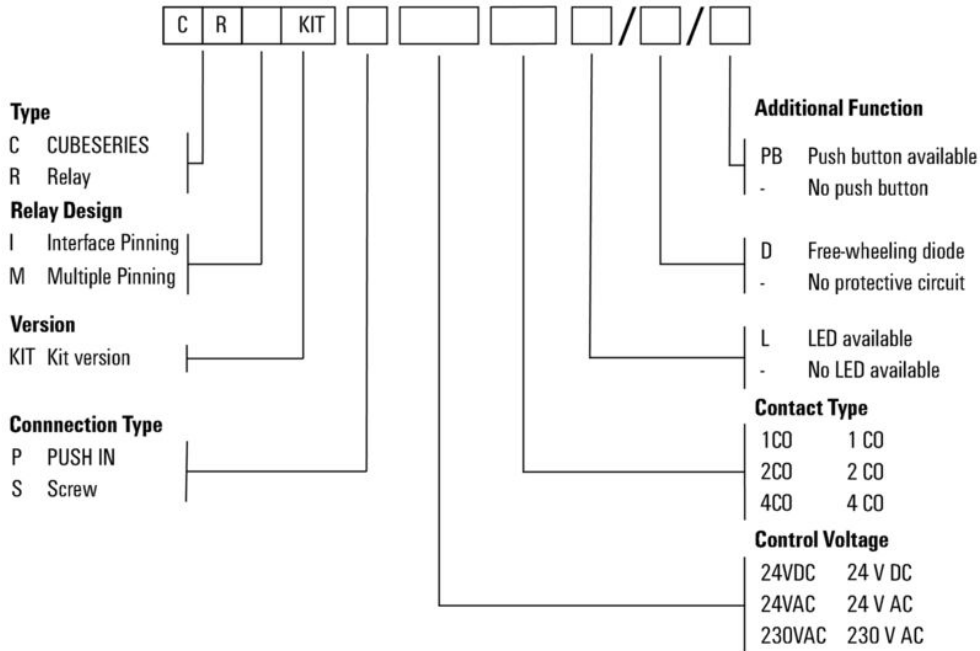 C R KIT / /
Type
C CUBESERIES
R Relay
Relay Design
I Interface Pinning
M Multiple Pinning
Version
KIT Kit version
Connnection Type
P PUSH IN
S Screw
Additional Function
PB Push button available
- No push button
D Free-wheeling diode
- No protective circuit
L LED available
- No LED available
Contact Type
1CO 1 CO
2CO 2 CO
4CO 4 CO
Control Voltage
24VDC 24 V DC
24VAC 24 V AC
230VAC 230 V AC